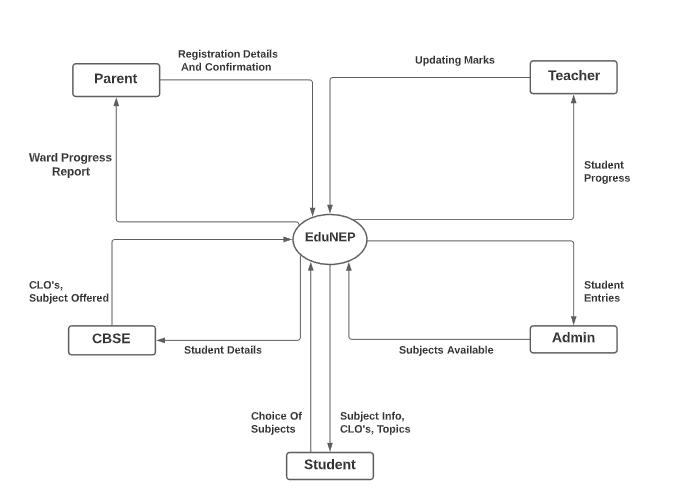 Registration Details
And Confirmation
Updating Marks
Parent
Teacher
Ward Progress
Report
Student
Progress
EduNEP
CLO's,
Subject Offered
Student
Entries
CBSE
Student Details
Subjects Available
Admin
Choice Of
Subjects
Subject Info,
CLO's, Topics
Student